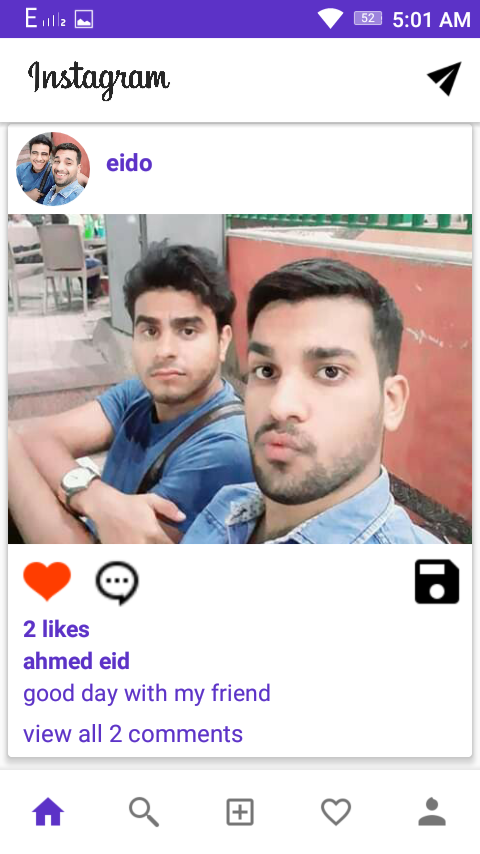 E 2 52 5:01 AM
Instagram
eido
2 likes
ahmed eid
good day with my friend
view all 2 comments